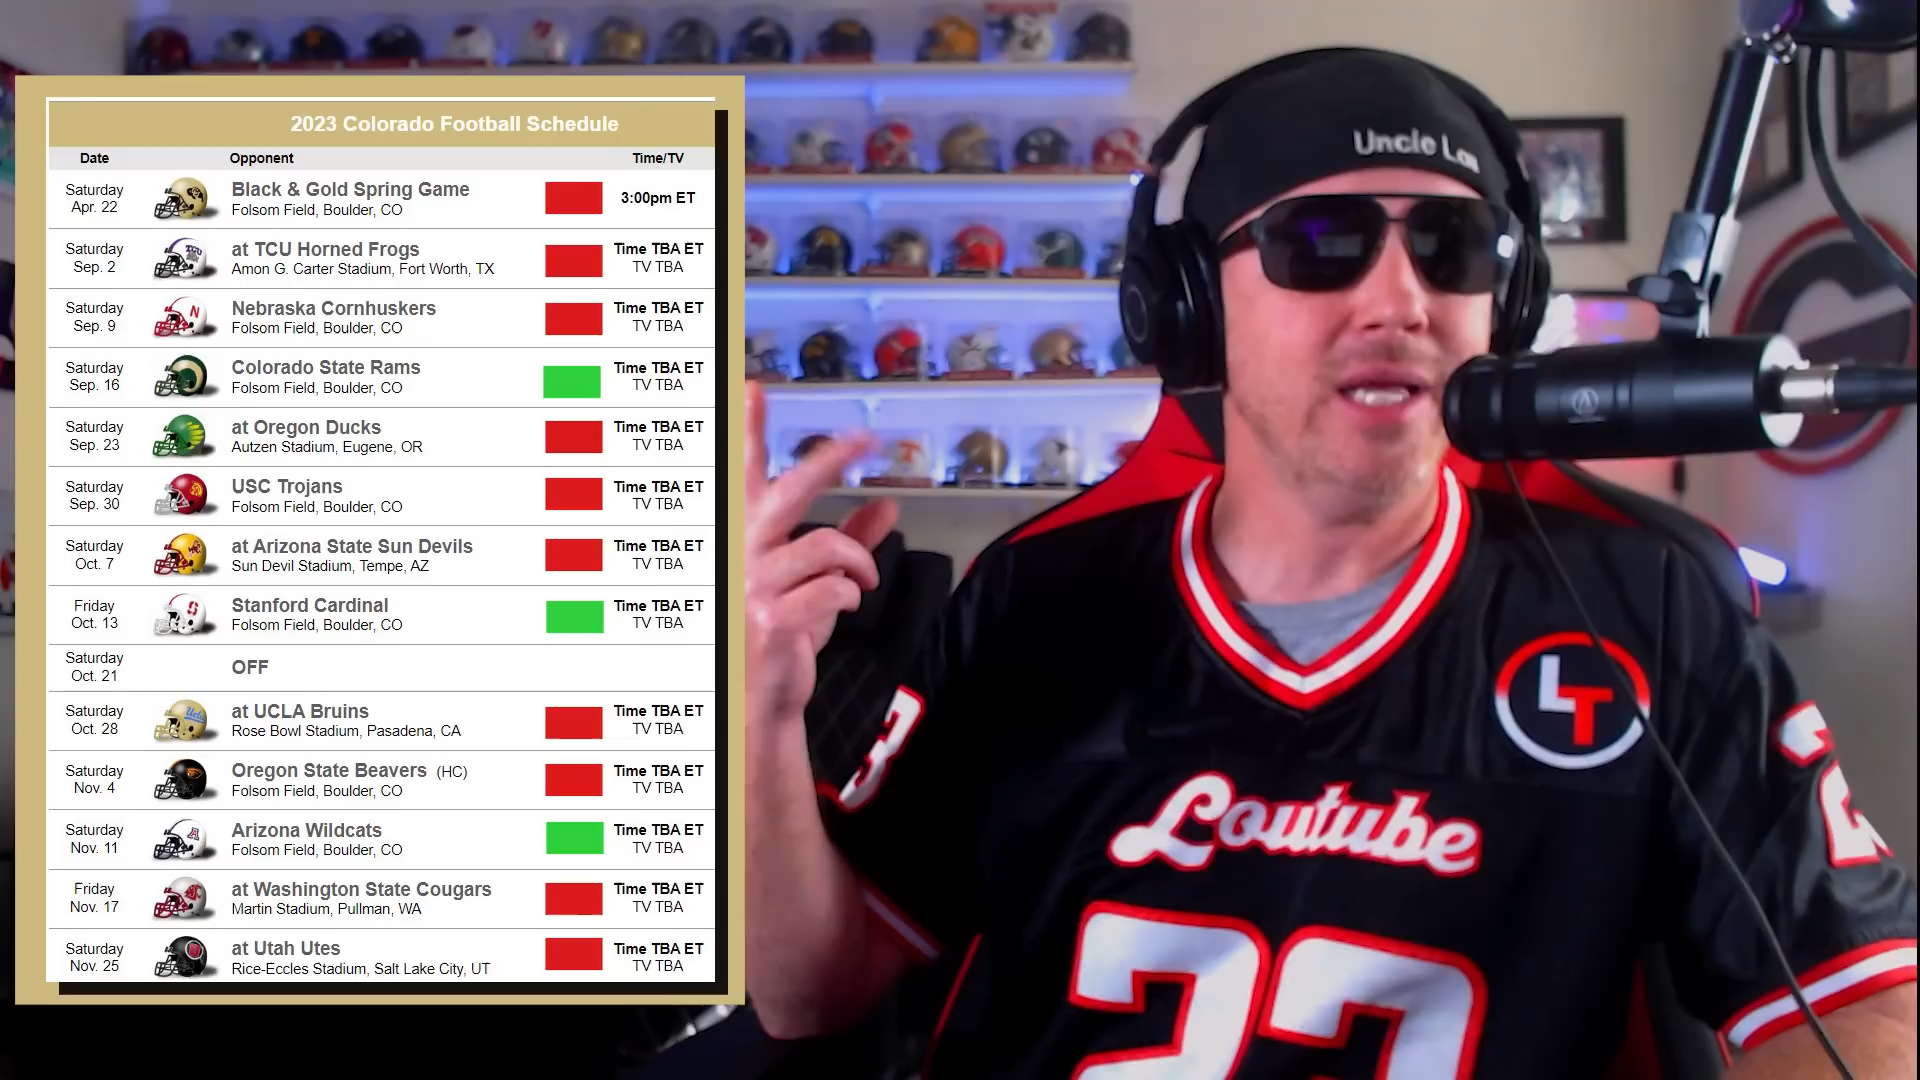 2023 Colorado Football Schedule
Date Opponent Time/TV
Saturday Apr. 22 Black & Gold Spring Game 3:00pm ET
Folsom Field, Boulder, CO
Saturday at TCU Horned Frogs Time TBA ET
Sep. 2 Amon G. Carter Stadium, Fort Worth, TX TV TBA
Saturday Nebraska Cornhuskers Time TBA ET
Sep. 9 Folsom Field, Boulder, CO TV TBA
Saturday Colorado State Rams Time TBA ET
Sep. 16 Folsom Field, Boulder, CO TV TBA
Saturday at Oregon Ducks Time TBA ET
Sep. 23 Autzen Stadium, Eugene, OR TV TBA
Saturday USC Trojans Time TBA ET
Sep. 30 Folsom Field, Boulder, CO TV TBA
Saturday at Arizona State Sun Devils Time TBA ET
Oct. 7 Sun Devil Stadium, Tempe, AZ TV TBA
Friday Stanford Cardinal Time TBA ET
Oct. 13 Folsom Field, Boulder, CO TV TBA
Saturday Oct. 21 OFF
Saturday at UCLA Bruins Time TBA ET
Oct. 28 Rose Bowl Stadium, Pasadena, CA TV TBA
Saturday Oregon State Beavers (HC) Time TBA ET
Nov. 4 Folsom Field, Boulder, CO TV TBA
Saturday Arizona Wildcats Time TBA ET
Nov. 11 Folsom Field, Boulder, CO TV TBA
Friday at Washington State Cougars Time TBA ET
Nov. 17 Martin Stadium, Pullman, WA TV TBA
Saturday at Utah Utes Time TBA ET
Nov. 25 Rice-Eccles Stadium, Salt Lake City, UT TV TBA
Uncle Lou
LT
Loutube
23